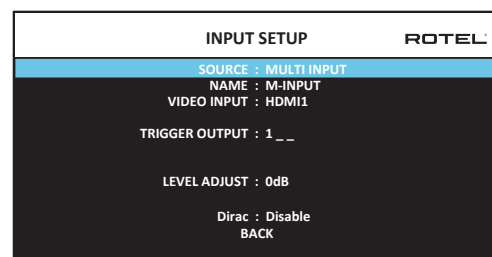 INPUT SETUP
ROTEL
SOURCE : MULTI INPUT
NAME : M-INPUT
VIDEO INPUT : HDMI1
TRIGGER OUTPUT : 1 _ _
LEVEL ADJUST : 0dB
Dirac : Disable
BACK